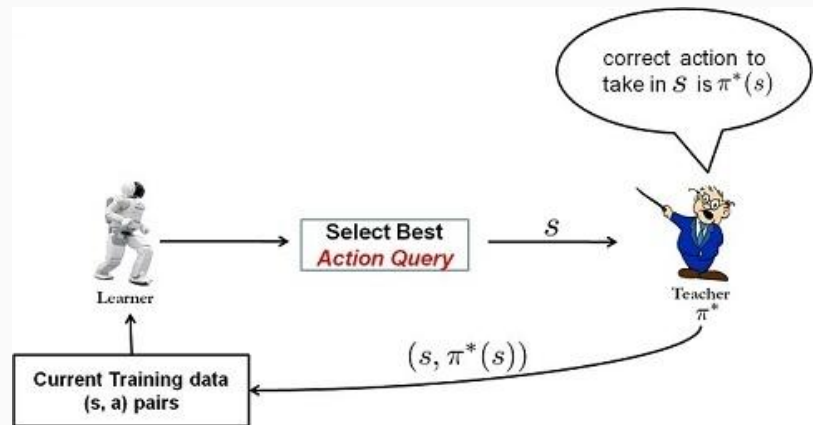 correct action to
take in S is π*(s)
Select Best
Action Query
s
Learner
Teacher
π*
(s, π*(s))
Current Training data
(s, a) pairs